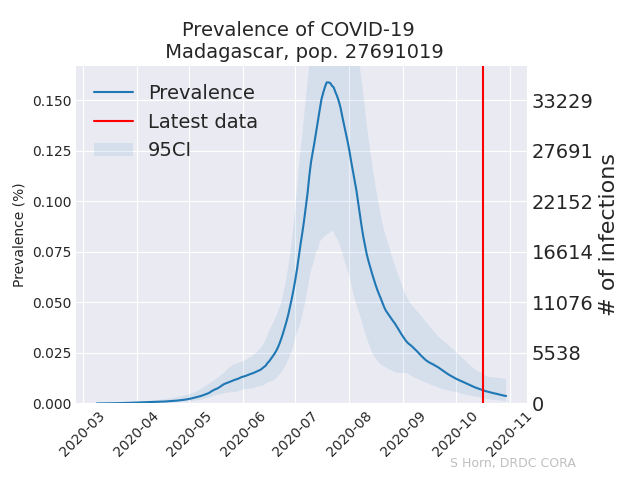 Prevalence of COVID-19
Madagascar, pop. 27691019
Prevalence
Latest data
95CI
Prevalence (%)
0.150
0.125
0.100
0.075
0.050
0.025
0.000
33229
27691
22152
16614
11076
5538
0
# of infections
2020-03
2020-04
2020-05
2020-06
2020-07
2020-08
2020-09
2020-10
2020-11
S Horn, DRDC CORA